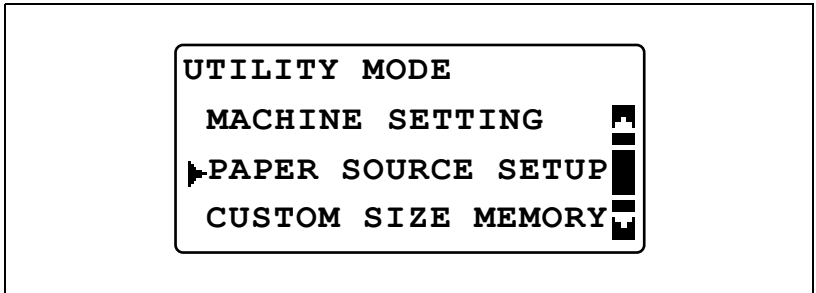 UTILITY MODE
MACHINE SETTING
PAPER SOURCE SETUP
CUSTOM SIZE MEMORY